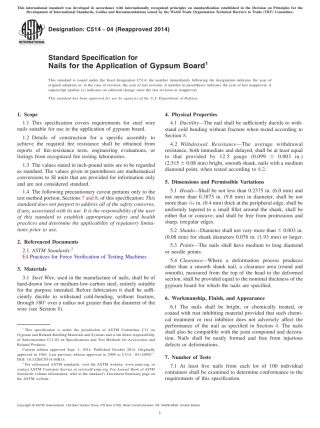 This international standard was developed in accordance with internationally recognized principles on standardization established in the Decision on Principles for the
Development of International Standards, Guides and Recommendations issued by the World Trade Organization Technical Barriers to Trade (TBT) Committee.
Designation: C514 − 04 (Reapproved 2014)
INTERNATIONAL
Standard Specification for
Nails for the Application of Gypsum Board1
This standard is issued under the fixed designation C514; the number immediately following the designation indicates the year of
original adoption or, in the case of revision, the year of last revision. A number in parentheses indicates the year of last reapproval. A
superscript epsilon (ε) indicates an editorial change since the last revision or reapproval.
This standard has been approved for use by agencies of the U.S. Department of Defense.
1. Scope
1.1 This specification covers requirements for steel wire
nails suitable for use in the application of gypsum board.
1.2 Details of construction for a specific assembly to
achieve the required fire resistance shall be obtained from
reports of fire-resistance tests, engineering evaluations, or
listings from recognized fire testing laboratories.
1.3 The values stated in inch-pound units are to be regarded
as standard. The values given in parentheses are mathematical
conversions to SI units that are provided for information only
and are not considered standard.
1.4 The following precautionary caveat pertains only to the
test method portion, Sections 7 and 8, of this specification: This
standard does not purport to address all of the safety concerns,
if any, associated with its use. It is the responsibility of the user
of this standard to establish appropriate safety and health
practices and determine the applicability of regulatory limita-
tions prior to use.
2. Referenced Documents
2.1 ASTM Standards:2
E4 Practices for Force Verification of Testing Machines
3. Materials
3.1 Steel Wire, used in the manufacture of nails, shall be of
hard-drawn low or medium-low-carbon steel, entirely suitable
for the purpose intended. Before fabrication it shall be suffi-
ciently ductile to withstand cold-bending, without fracture,
through 180° over a radius not greater than the diameter of the
wire (see Section 8).
1 This specification is under the jurisdiction of ASTM Committee C11 on
Gypsum and Related Building Materials and Systems and is the direct responsibility
of Subcommittee C11.02 on Specifications and Test Methods for Accessories and
Related Products.
Current edition approved Sept. 1, 2014. Published October 2014. Originally
approved in 1963. Last previous edition approved in 2009 as C514 – 04 (2009)ε1.
DOI: 10.1520/C0514-04R14.
2 For referenced ASTM standards, visit the ASTM website, www.astm.org, or
contact ASTM Customer Service at service@astm.org. For Annual Book of ASTM
Standards volume information, refer to the standard's Document Summary page on
the ASTM website.
4. Physical Properties
4.1 Ductility—The nail shall be sufficiently ductile to with-
stand cold bending without fracture when tested according to
Section 8.
4.2 Withdrawal Resistance—The average withdrawal
resistance, both immediate and delayed, shall be at least equal
to that provided by 12.5 gauge (0.099 ± 0.003 in.)
(2.515 ± 0.08 mm) bright, smooth shank, nails with a medium
diamond point, when tested according to 8.2.
5. Dimensions and Permissible Variations
5.1 Heads—Shall be not less than 0.2375 in. (6.0 mm) and
not more than 0.3875 in. (9.8 mm) in diameter, shall be not
more than in. (0.4 mm) thick at the peripheral edge, shall be
uniformly tapered to a small fillet around the shank, shall be
either flat or concave, and shall be free from protrusions and
sharp, irregular edges.
5.2 Shanks—Diameter shall not vary more than ± 0.003 in.
(0.08 mm) for shank diameters 0.076 in. (1.93 mm) or larger.
5.3 Points—The nails shall have medium to long diamond
or needle points.
5.4 Clearance—Where a deformation process produces
other than a smooth shank nail, a clearance area (round and
smooth), measured from the top of the head to the deformed
section, shall be provided equal to the nominal thickness of the
gypsum board for which the nails are specified.
6. Workmanship, Finish, and Appearance
6.1 The nails shall be bright, or chemically treated, or
coated with rust inhibiting material provided that such chemi-
cal treatment or rust inhibitor does not adversely affect the
performance of the nail as specified in Section 4. The nails
shall also be compatible with the joint compound and decora-
tion. Nails shall be neatly formed and free from injurious
defects or deformations.
7. Number of Tests
7.1 At least five nails from each lot of 100 individual
containers shall be examined to determine conformance to the
requirements of this specification.
Copyright © ASTM International, 100 Barr Harbor Drive, PO Box C700, West Conshohocken, PA 19428-2959. United States
1